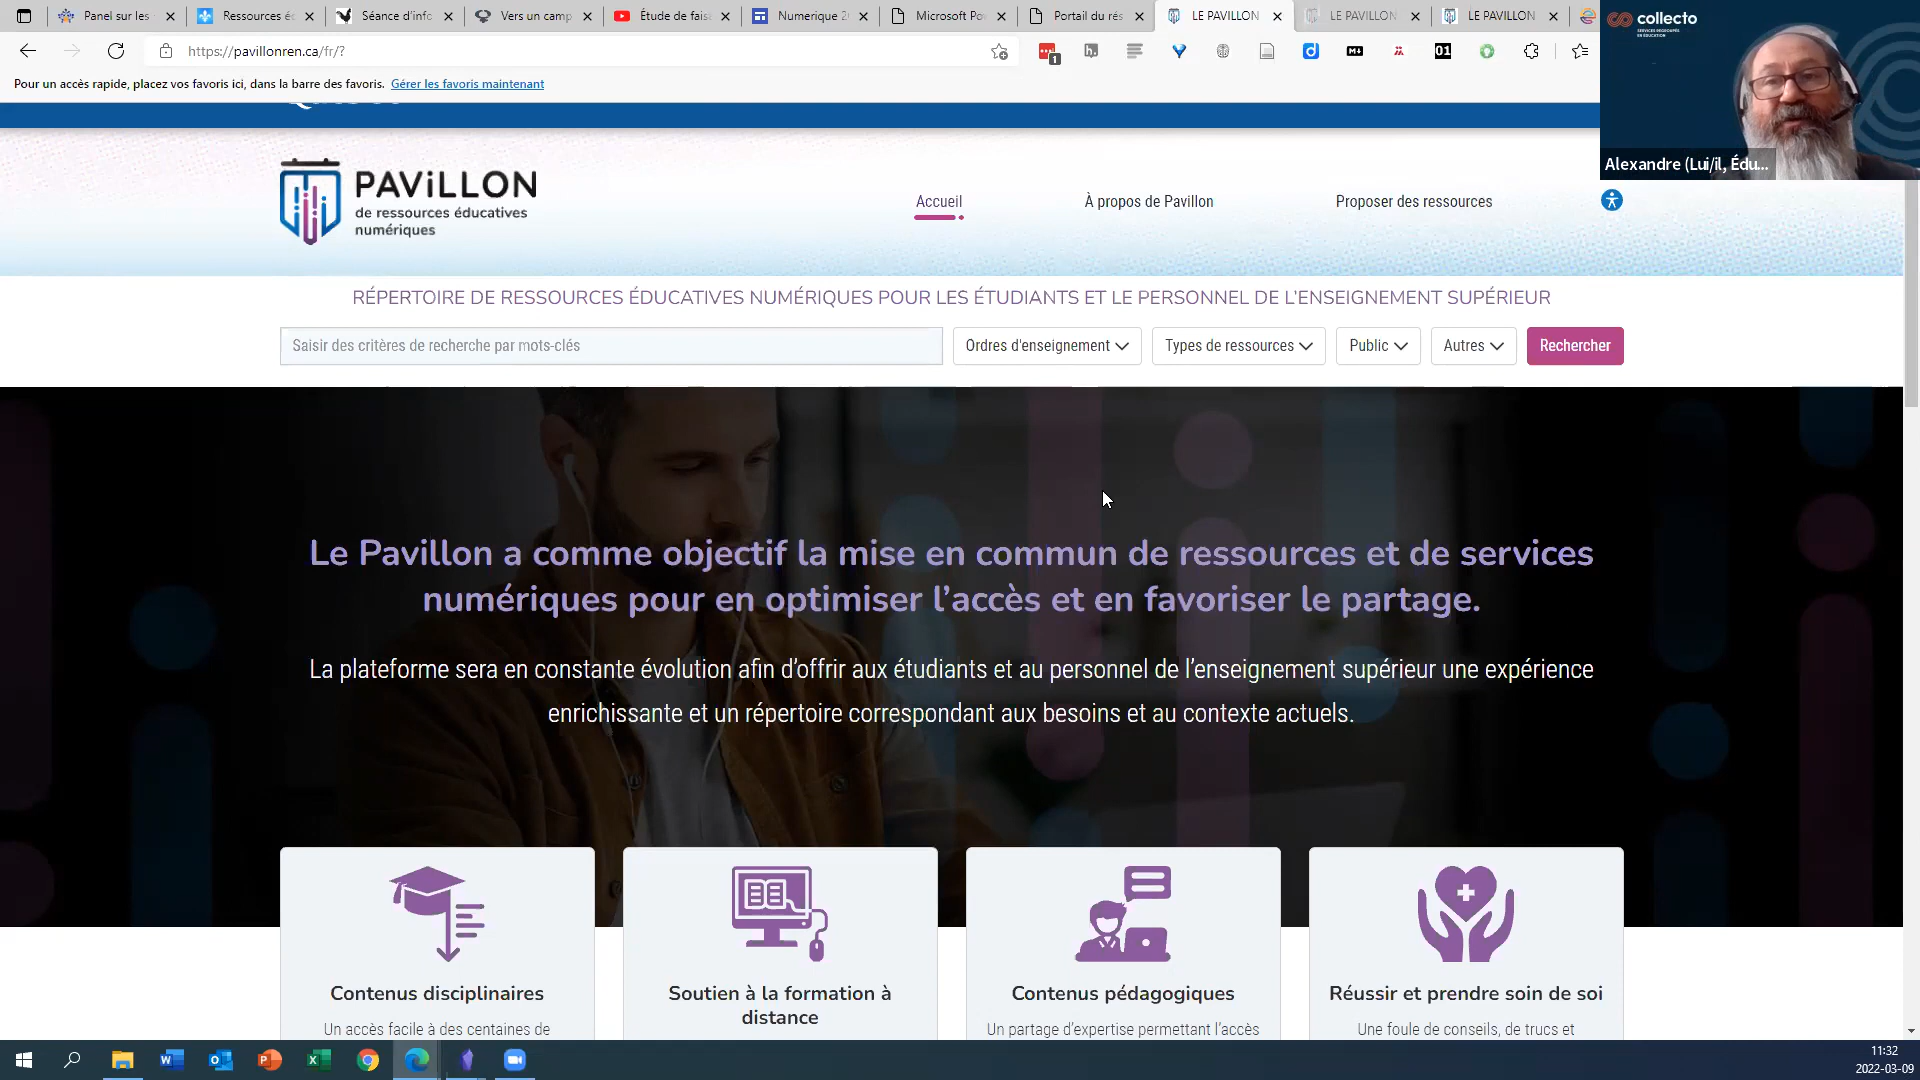 Panel sur les
Ressources éd
Séance d'info
Vers un camp
Étude de fais
Numerique 2
Microsoft Po
Portail du rés
LE PAVILLON
LE PAVILLON
LE PAVILLON
https://pavillonren.ca/fr/?
1
h.
d
M
01
Pour un accès rapide, placez vos favoris ici, dans la barre des favoris. Gérer les favoris maintenant
collecto
SERVICES REGROUPÉS
EN ÉDUCATION
Alexandre (Lui/il, Édu...
PAViLLON
de ressources éducatives
numériques
Accueil
À propos de Pavillon
Proposer des ressources
RÉPERTOIRE DE RESSOURCES ÉDUCATIVES NUMÉRIQUES POUR LES ÉTUDIANTS ET LE PERSONNEL DE L'ENSEIGNEMENT SUPÉRIEUR
Saisir des critères de recherche par mots-clés
Ordres d'enseignement
Types de ressources
Public
Autres
Rechercher
Le Pavillon a comme objectif la mise en commun de ressources et de services
numériques pour en optimiser l'accès et en favoriser le partage.
La plateforme sera en constante évolution afin d'offrir aux étudiants et au personnel de l'enseignement supérieur une expérience
enrichissante et un répertoire correspondant aux besoins et au contexte actuels.
Contenus disciplinaires
Un accès facile à des centaines de
Soutien à la formation à
distance
Contenus pédagogiques
Un partage d'expertise permettant l'accès
Réussir et prendre soin de soi
Une foule de conseils, de trucs et
11:32
2022-03-09